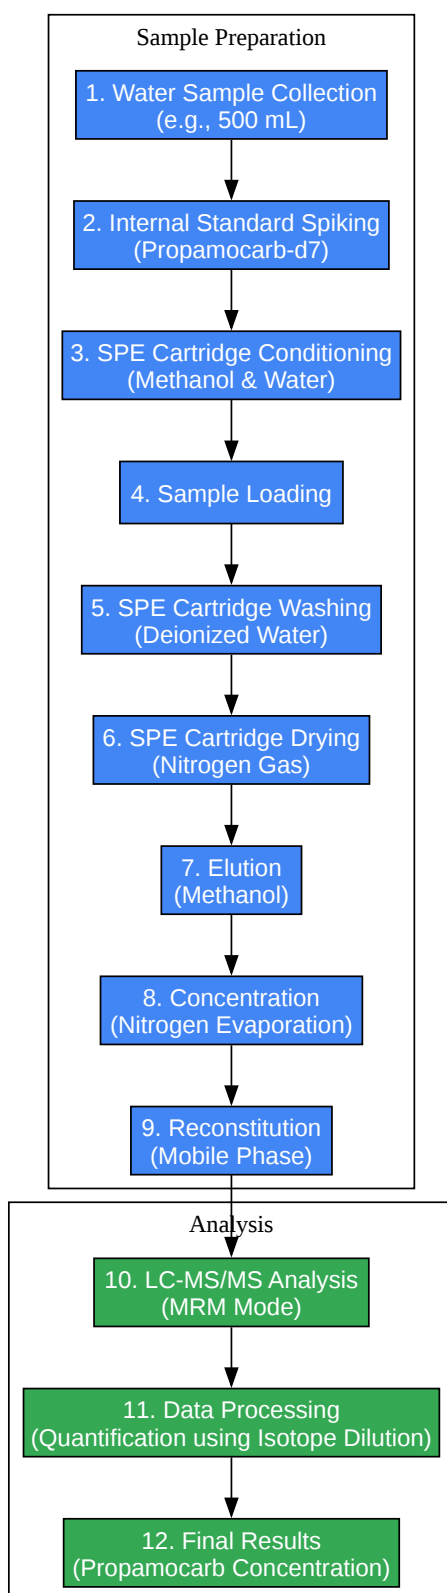 Sample Preparation
1. Water Sample Collection
(e.g., 500 mL)
2. Internal Standard Spiking
(Propamocarb-d7)
3. SPE Cartridge Conditioning
(Methanol & Water)
4. Sample Loading
5. SPE Cartridge Washing
(Deionized Water)
6. SPE Cartridge Drying
(Nitrogen Gas)
7. Elution
(Methanol)
8. Concentration
(Nitrogen Evaporation)
9. Reconstitution
(Mobile Phase)
Analysis
10. LC-MS/MS Analysis
(MRM Mode)
11. Data Processing
(Quantification using Isotope Dilution)
12. Final Results
(Propamocarb Concentration)